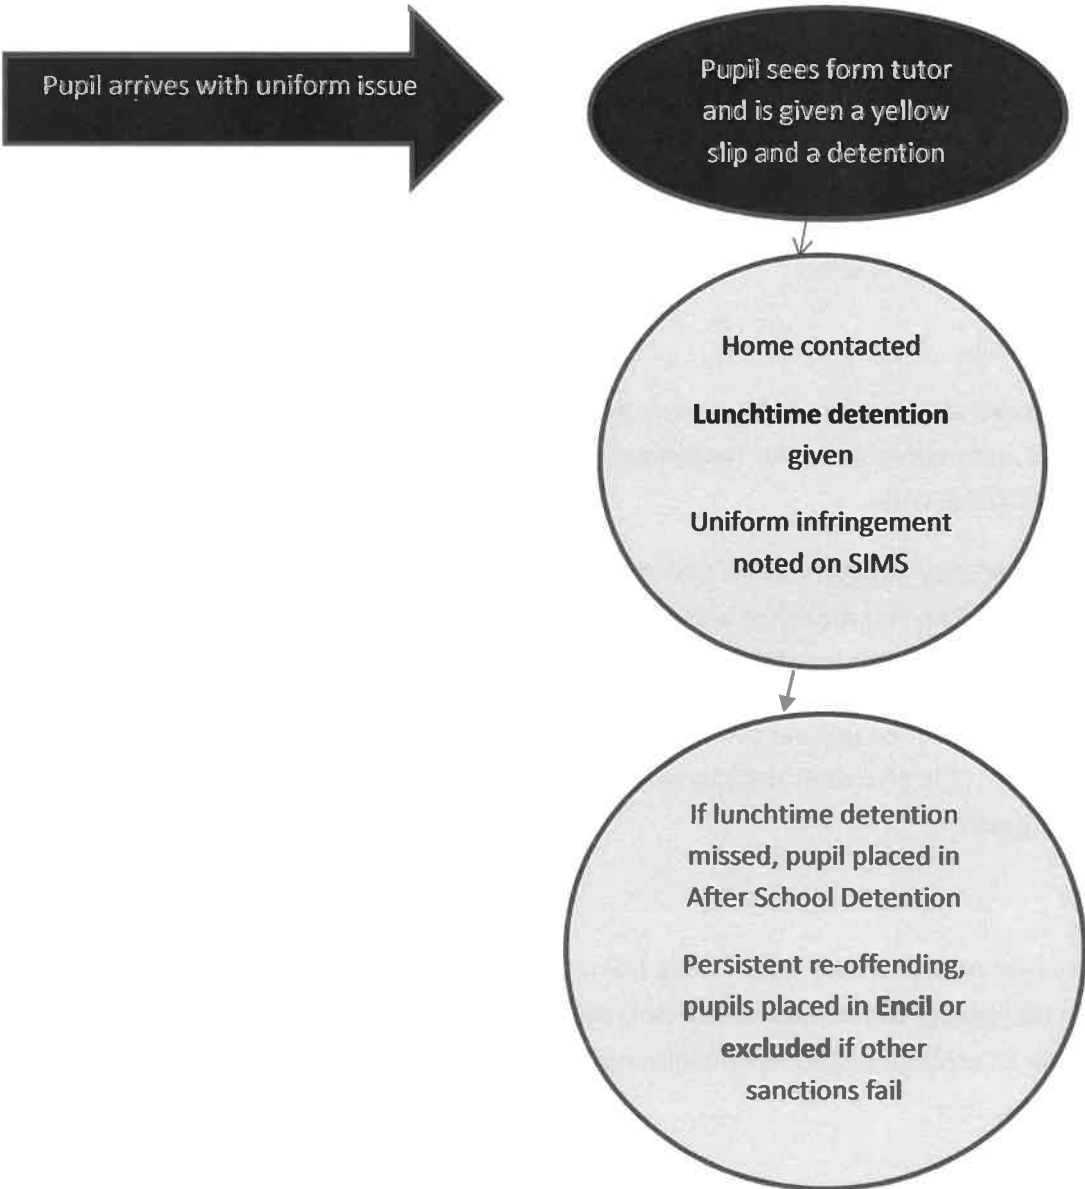 Pupil arrives with uniform issue
Pupil sees form tutor
and is given a yellow
slip and a detention
Home contacted
Lunchtime detention
given
Uniform infringement
noted on SIMS
If lunchtime detention
missed, pupil placed in
After School Detention
Persistent re-offending,
pupils placed in Encil or
excluded if other
sanctions fail